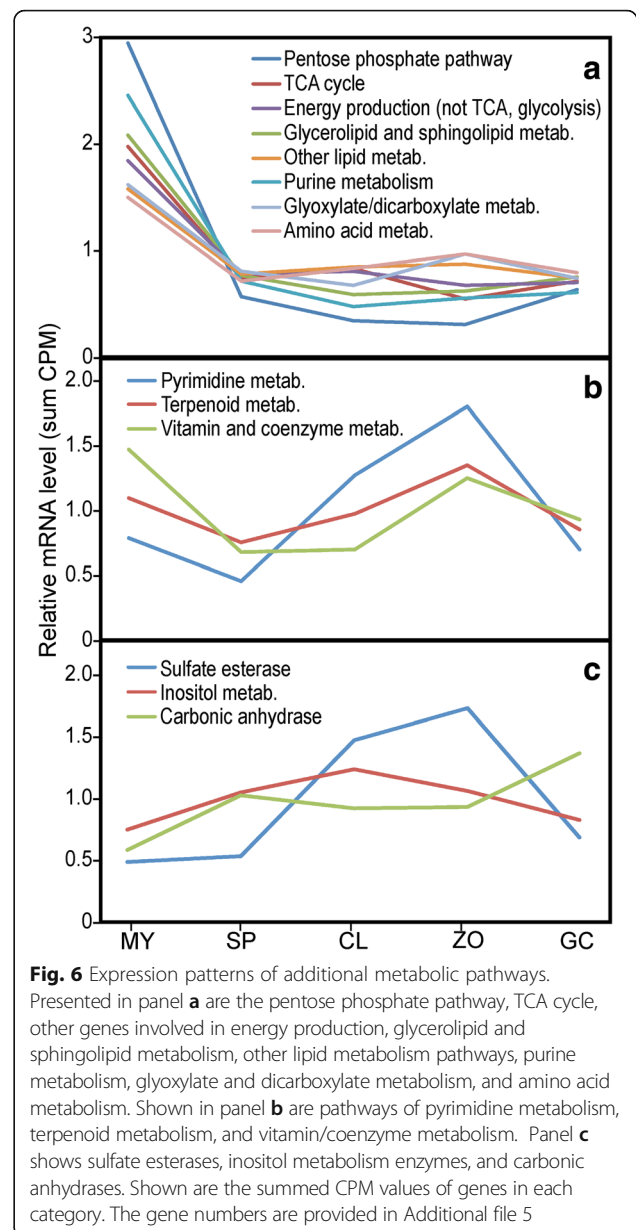 Relative mRNA level (sum CPM)
3
2
1
0
a
Pentose phosphate pathway
TCA cycle
Energy production (not TCA, glycolysis)
Glycerolipid and sphingolipid metab.
Other lipid metab.
Purine metabolism
Glyoxylate/dicarboxylate metab.
Amino acid metab.
2.0
1.5
1.0
0.5
0
b
Pyrimidine metab.
Terpenoid metab.
Vitamin and coenzyme metab.
2.0
1.5
1.0
0.5
0
c
Sulfate esterase
Inositol metab.
Carbonic anhydrase
MY SP CL ZO GC
Fig. 6 Expression patterns of additional metabolic pathways.
Presented in panel a are the pentose phosphate pathway, TCA cycle,
other genes involved in energy production, glycerolipid and
sphingolipid metabolism, other lipid metabolism pathways, purine
metabolism, glyoxylate and dicarboxylate metabolism, and amino acid
metabolism. Shown in panel b are pathways of pyrimidine metabolism,
terpenoid metabolism, and vitamin/coenzyme metabolism. Panel c
shows sulfate esterases, inositol metabolism enzymes, and carbonic
anhydrases. Shown are the summed CPM values of genes in each
category. The gene numbers are provided in Additional file 5